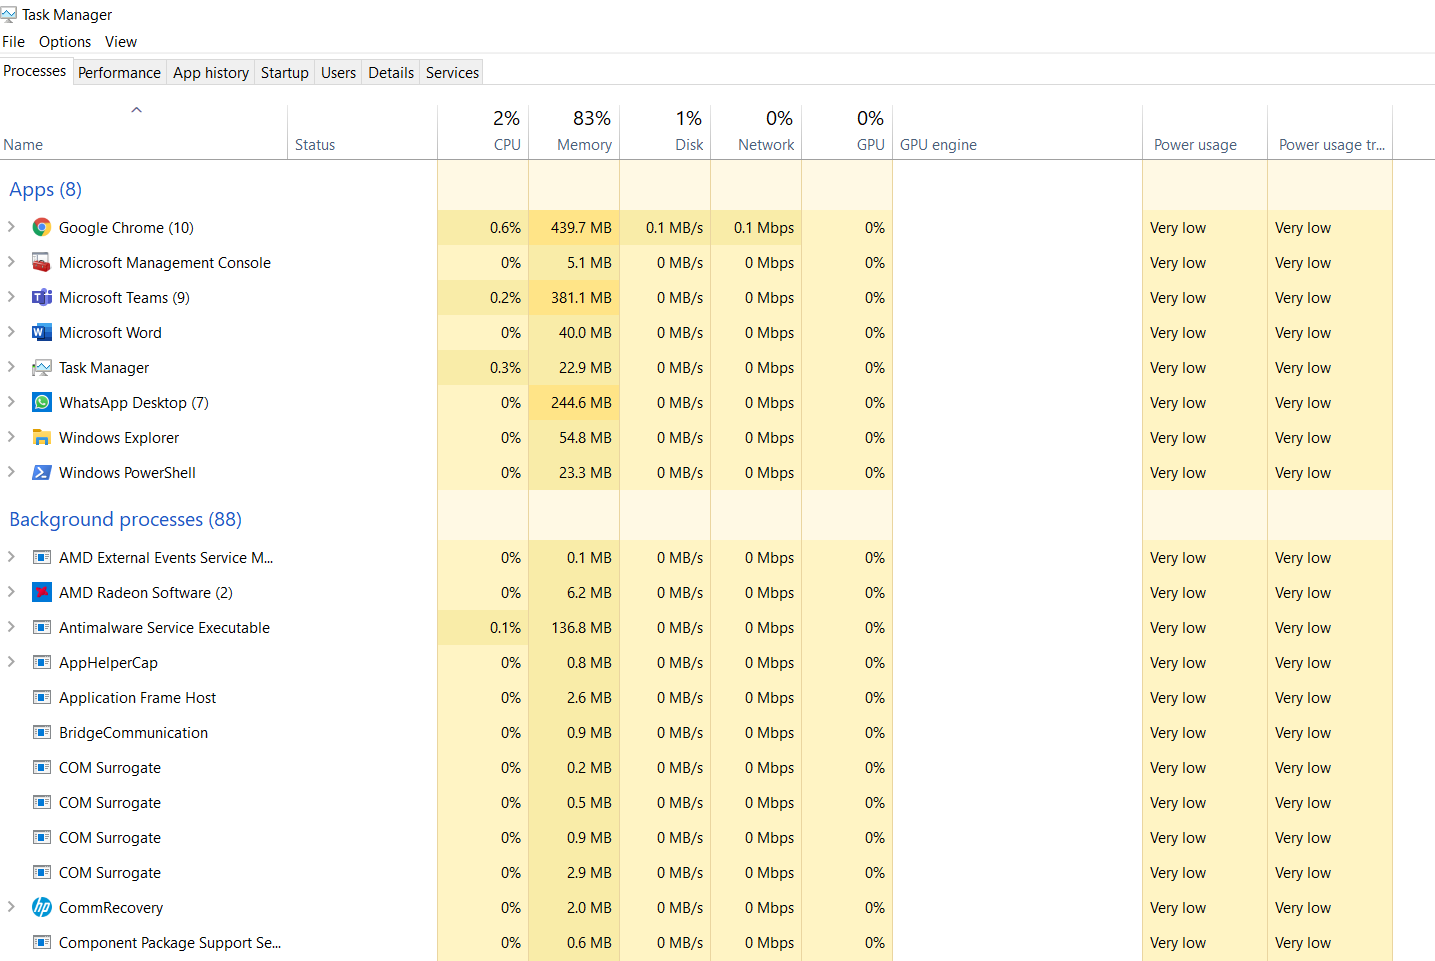 Task Manager
File Options View
Processes Performance App history Startup Users Details Services
2% 83% 1% 0% 0%
Name Status CPU Memory Disk Network GPU GPU engine Power usage Power usage tr...
Apps (8)
Google Chrome (10) 0.6% 439.7 MB 0.1 MB/s 0.1 Mbps 0% Very low Very low
Microsoft Management Console 0% 5.1 MB 0 MB/s 0 Mbps 0% Very low Very low
Microsoft Teams (9) 0.2% 381.1 MB 0 MB/s 0 Mbps 0% Very low Very low
Microsoft Word 0% 40.0 MB 0 MB/s 0 Mbps 0% Very low Very low
Task Manager 0.3% 22.9 MB 0 MB/s 0 Mbps 0% Very low Very low
WhatsApp Desktop (7) 0% 244.6 MB 0 MB/s 0 Mbps 0% Very low Very low
Windows Explorer 0% 54.8 MB 0 MB/s 0 Mbps 0% Very low Very low
Windows PowerShell 0% 23.3 MB 0 MB/s 0 Mbps 0% Very low Very low
Background processes (88)
AMD External Events Service M... 0% 0.1 MB 0 MB/s 0 Mbps 0% Very low Very low
AMD Radeon Software (2) 0% 6.2 MB 0 MB/s 0 Mbps 0% Very low Very low
Antimalware Service Executable 0.1% 136.8 MB 0 MB/s 0 Mbps 0% Very low Very low
AppHelperCap 0% 0.8 MB 0 MB/s 0 Mbps 0% Very low Very low
Application Frame Host 0% 2.6 MB 0 MB/s 0 Mbps 0% Very low Very low
BridgeCommunication 0% 0.9 MB 0 MB/s 0 Mbps 0% Very low Very low
COM Surrogate 0% 0.2 MB 0 MB/s 0 Mbps 0% Very low Very low
COM Surrogate 0% 0.5 MB 0 MB/s 0 Mbps 0% Very low Very low
COM Surrogate 0% 0.9 MB 0 MB/s 0 Mbps 0% Very low Very low
COM Surrogate 0% 2.9 MB 0 MB/s 0 Mbps 0% Very low Very low
CommRecovery 0% 2.0 MB 0 MB/s 0 Mbps 0% Very low Very low
Component Package Support Se... 0% 0.6 MB 0 MB/s 0 Mbps 0% Very low Very low